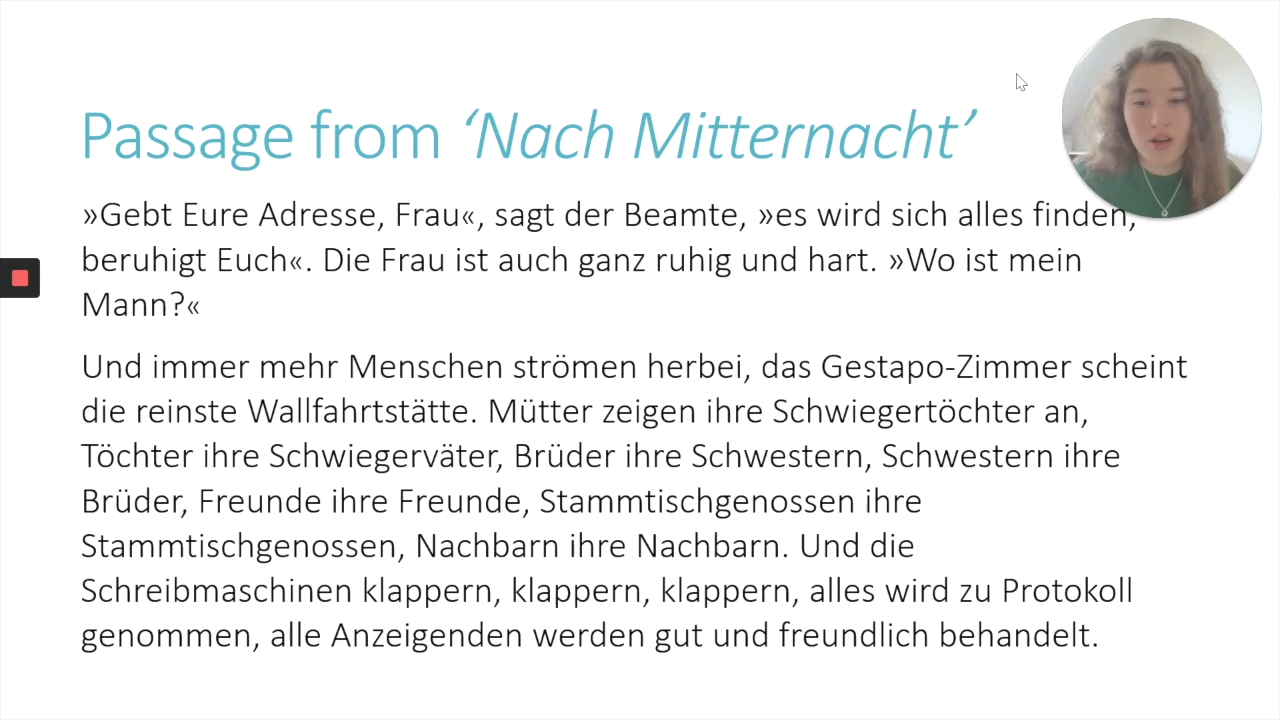 Passage from ‘Nach Mitternacht’
»Gebt Eure Adresse, Frau«, sagt der Beamte, »es wird sich alles finden,
beruhigt Euch«. Die Frau ist auch ganz ruhig und hart. »Wo ist mein
Mann?«
Und immer mehr Menschen strömen herbei, das Gestapo-Zimmer scheint
die reinste Wallfahrtstätte. Mütter zeigen ihre Schwiegertöchter an,
Töchter ihre Schwiegerväter, Brüder ihre Schwestern, Schwestern ihre
Brüder, Freunde ihre Freunde, Stammtischgenossen ihre
Stammtischgenossen, Nachbarn ihre Nachbarn. Und die
Schreibmaschinen klappern, klappern, klappern, alles wird zu Protokoll
genommen, alle Anzeigenden werden gut und freundlich behandelt.